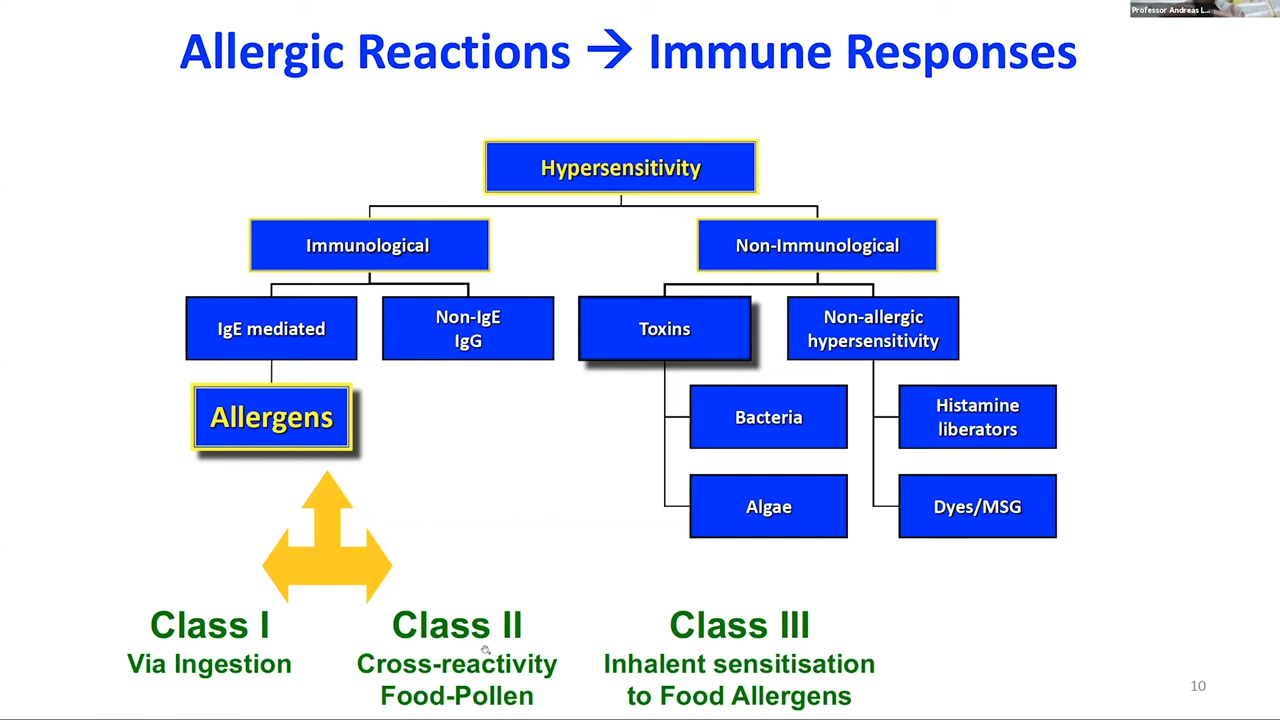 Professor Andreas L...
Allergic Reactions → Immune Responses
Hypersensitivity
Immunological
Non-Immunological
IgE mediated
Non-IgE
IgG
Toxins
Non-allergic
hypersensitivity
Allergens
Bacteria
Histamine
liberators
Algae
Dyes/MSG
Class I
Via Ingestion
Class II
Cross-reactivity
Food-Pollen
Class III
Inhalent sensitisation
to Food Allergens
10